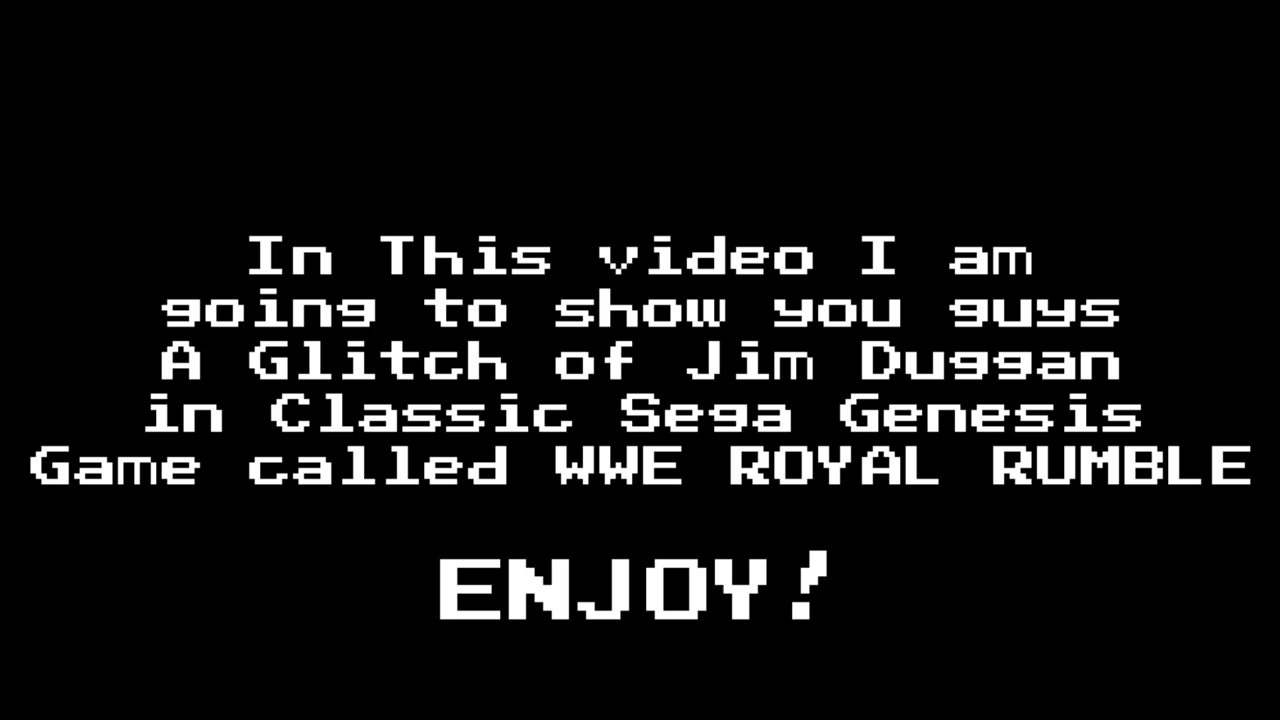 In This video I am
going to show you guys
A Glitch of Jim Duggan
in Classic Sega Genesis
Game called WWE ROYAL RUMBLE
ENJOY!